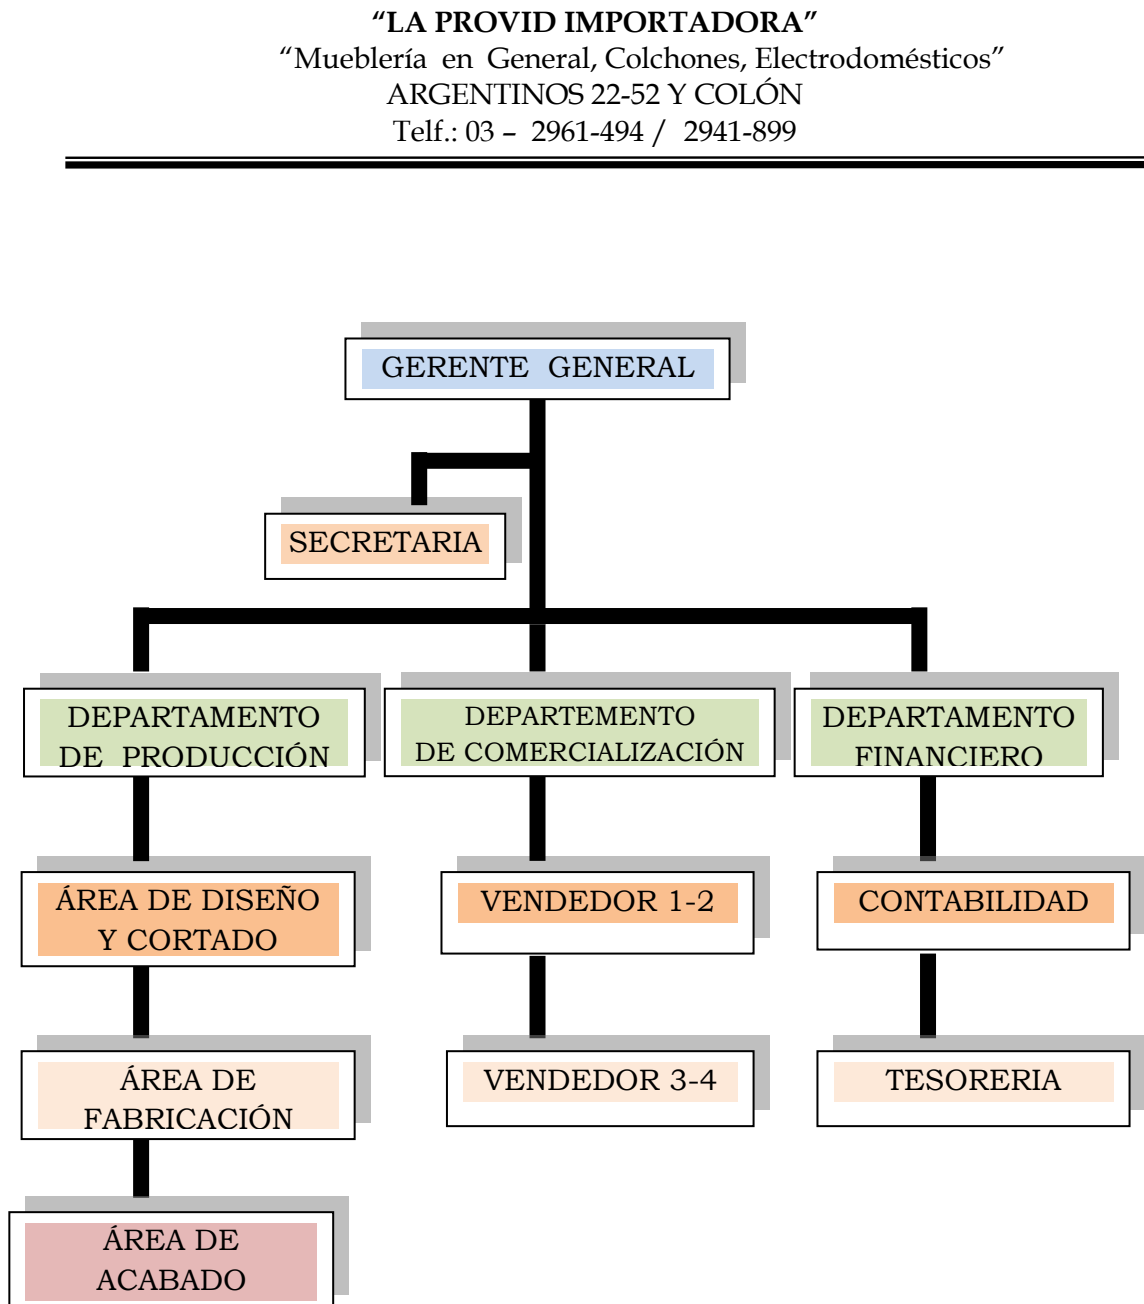 “LA PROVID IMPORTADORA”
“Mueblería en General, Colchones, Electrodomésticos”
ARGENTINOS 22-52 Y COLÓN
Telf.: 03 – 2961-494 / 2941-899
GERENTE GENERAL
SECRETARIA
DEPARTAMENTO
DE PRODUCCIÓN
DEPARTEMENTO
DE COMERCIALIZACIÓN
DEPARTAMENTO
FINANCIERO
ÁREA DE DISEÑO
Y CORTADO
VENDEDOR 1-2
CONTABILIDAD
ÁREA DE
FABRICACIÓN
VENDEDOR 3-4
TESORERIA
ÁREA DE
ACABADO